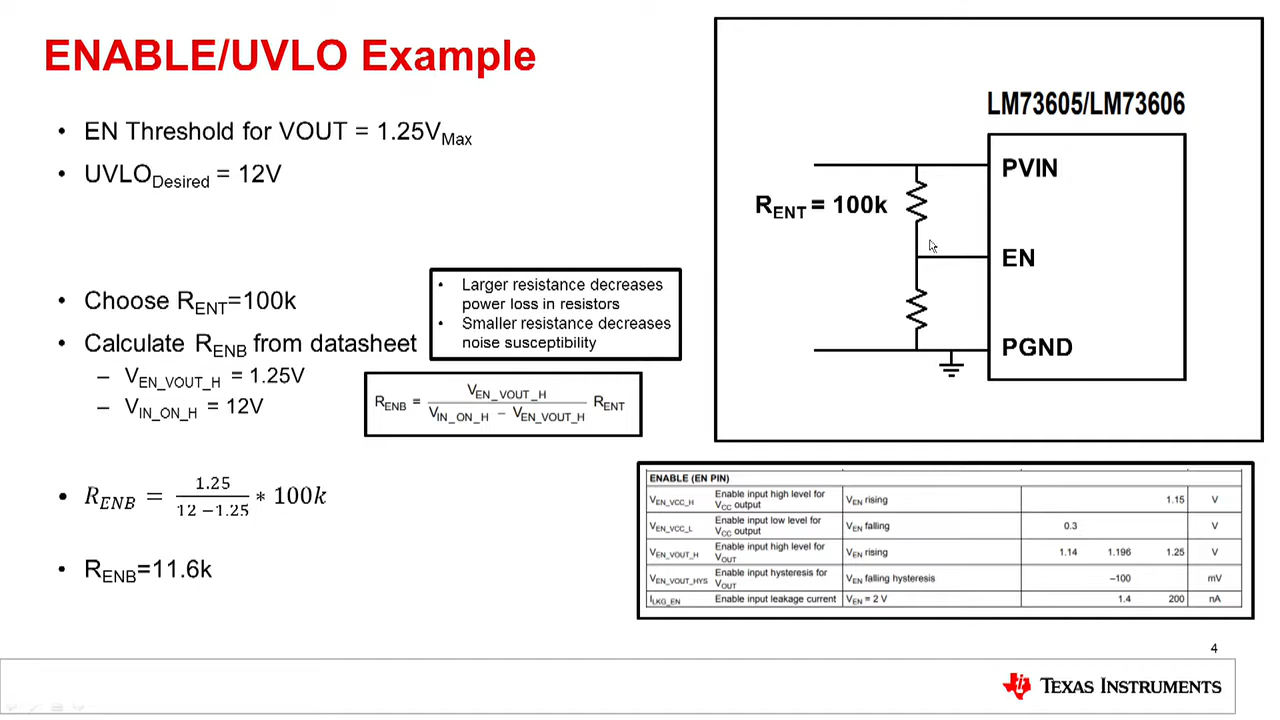 ENABLE/UVLO Example
• EN Threshold for VOUT = 1.25VMax
• UVLODesired = 12V
• Choose RENT=100k
• Calculate RENB from datasheet
– VEN_VOUT_H = 1.25V
– VIN_ON_H = 12V
• Larger resistance decreases
power loss in resistors
• Smaller resistance decreases
noise susceptibility
RENB = VEN_VOUT_H / VIN_ON_H – VEN_VOUT_H RENT
• RENB = 1.25 / 12 −1.25 ∗ 100k
• RENB=11.6k
LM73605/LM73606
PVIN
RENT = 100k
EN
PGND
ENABLE (EN PIN)
VEN_VCC_H Enable input high level for VCC output VEN rising 1.15 V
VEN_VCC_L Enable input low level for VCC output VEN falling 0.3 V
VEN_VOUT_H Enable input high level for VOUT VEN rising 1.14 1.196 1.25 V
VEN_VOUT_HYS Enable input hysteresis for VOUT VEN falling hysteresis –100 mV
ILKG_EN Enable input leakage current VEN = 2 V 1.4 200 nA
4
TEXAS INSTRUMENTS